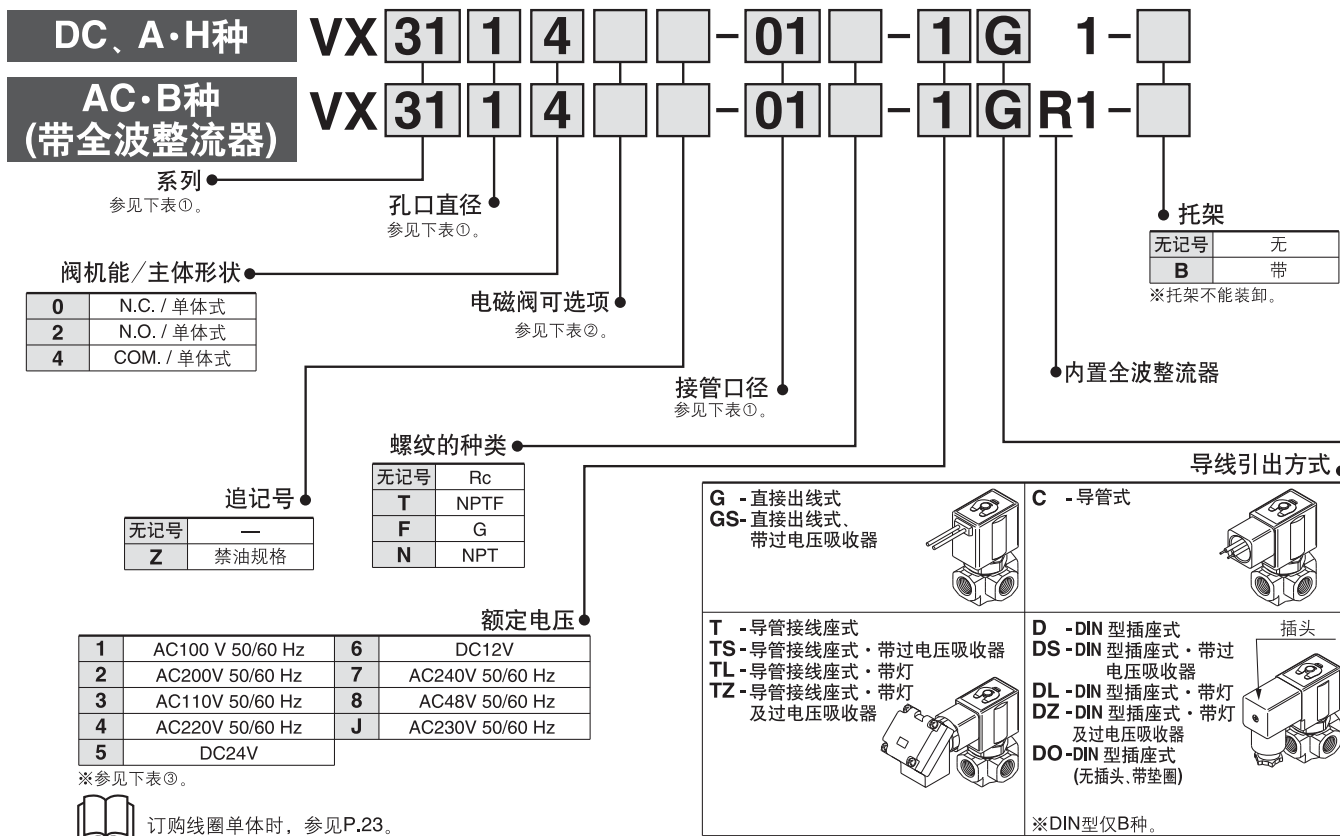 DC、A·H种 VX 31 1 4 - 01 - 1 G 1 -
AC·B种
(带全波整流器) VX 31 1 4 - 01 - 1 G R1 -
系列
参见下表①。
孔口直径
参见下表①。
托架
无记号 无
B 带
※托架不能装卸。
阀机能/主体形状
0 N.C. / 单体式
2 N.O. / 单体式
4 COM. / 单体式
电磁阀可选项
参见下表②。
内置全波整流器
接管口径
参见下表①。
螺纹的种类
无记号 Rc
T NPTF
F G
N NPT
追记号
无记号 —
Z 禁油规格
导线引出方式
G -直接出线式
GS-直接出线式、
带过电压吸收器
C -导管式
T -导管接线座式
TS-导管接线座式·带过电压吸收器
TL-导管接线座式·带灯
TZ-导管接线座式·带灯
及过电压吸收器
D -DIN 型插座式
DS-DIN 型插座式·带过
电压吸收器
DL-DIN 型插座式·带灯
DZ-DIN 型插座式·带灯
及过电压吸收器
DO-DIN 型插座式
(无插头、带垫圈)
插头
※DIN型仅B种。
额定电压
1 AC100 V 50/60 Hz 6 DC12V
2 AC200V 50/60 Hz 7 AC240V 50/60 Hz
3 AC110V 50/60 Hz 8 AC48V 50/60 Hz
4 AC220V 50/60 Hz J AC230V 50/60 Hz
5 DC24V
※参见下表③。
订购线圈单体时，参见P.23。